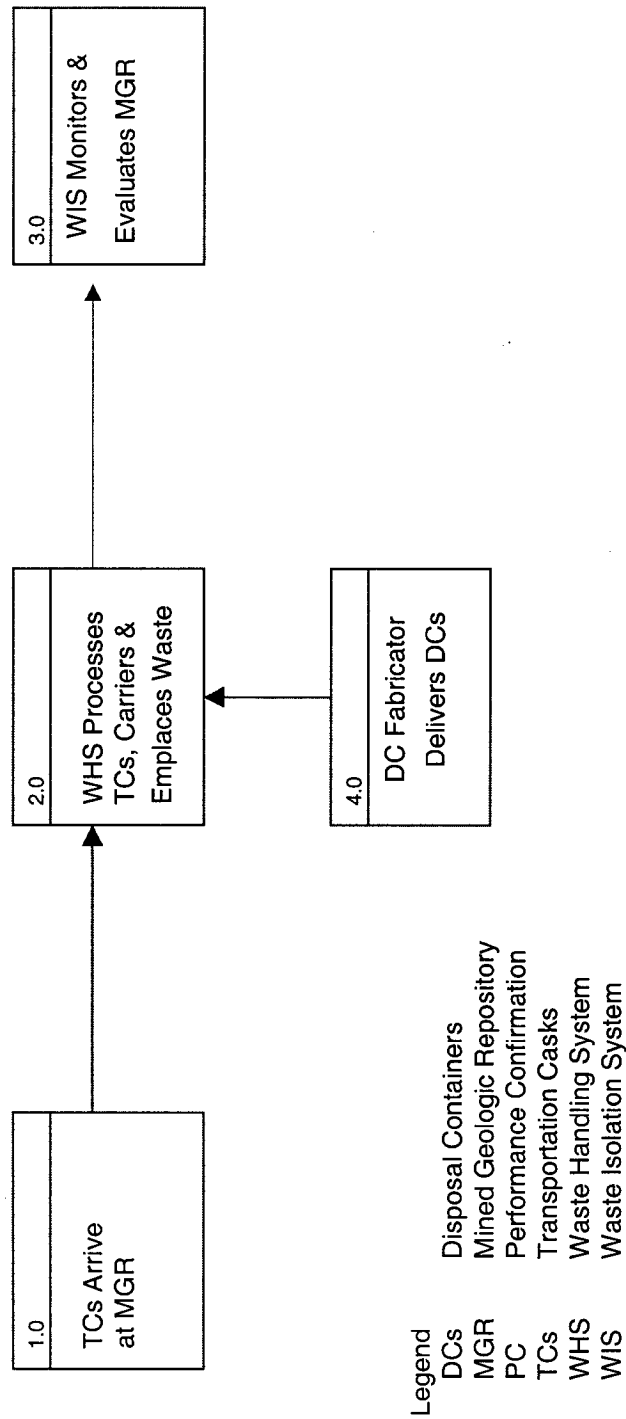 1.0
TCs Arrive
at MGR
2.0
WHS Processes
TCs, Carriers &
Emplaces Waste
3.0
WIS Monitors &
Evaluates MGR
4.0
DC Fabricator
Delivers DCs
Legend
DCs Disposal Containers
MGR Mined Geologic Repository
PC Performance Confirmation
TCs Transportation Casks
WHS Waste Handling System
WIS Waste Isolation System